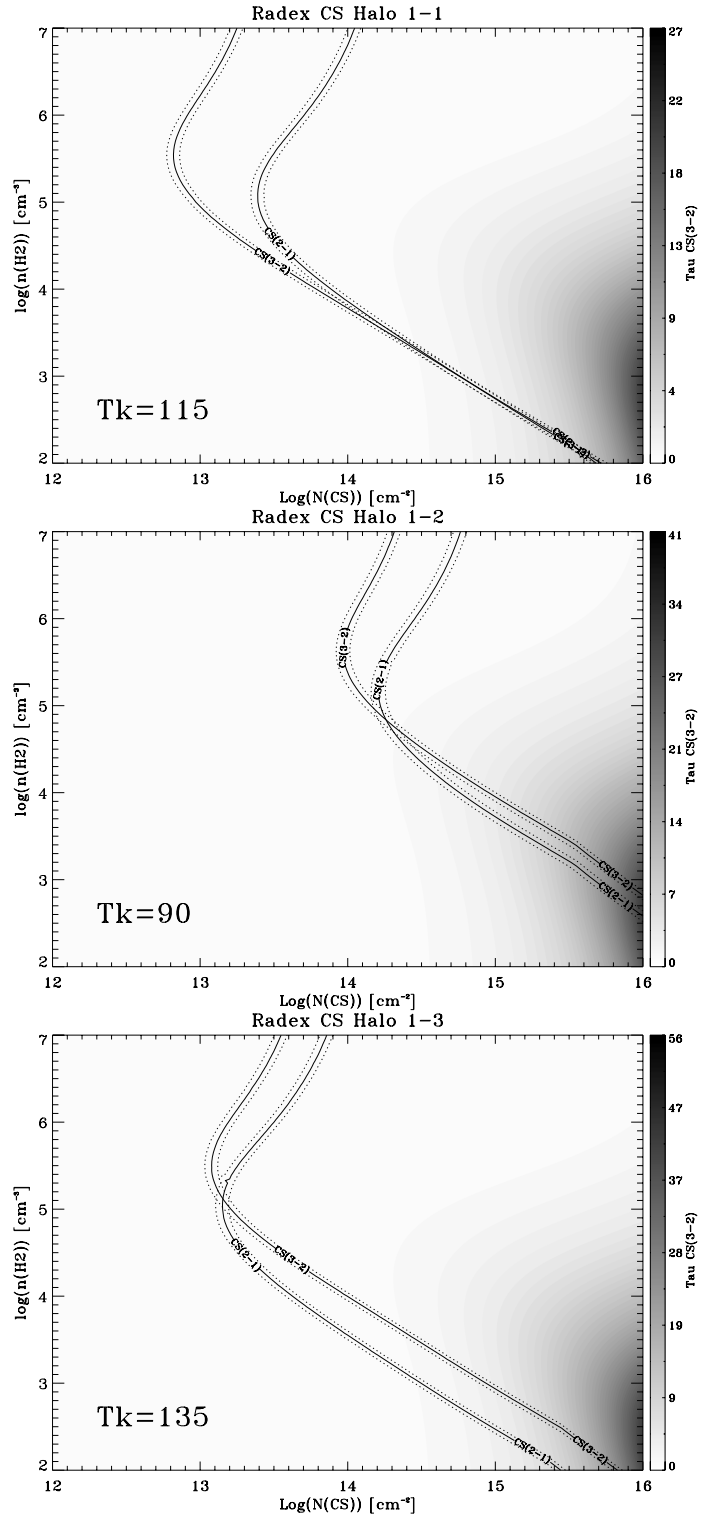 Radex CS Halo 1-1
7
6
5
4
3
2
log(n(H2)) [cm⁻³]
CS(2-1)
CS(3-2)
Tk=115
12 13 14 15 16
Log(N(CS)) [cm⁻²]
27
22
18
13
9
4
0
Tau CS(3-2)
Radex CS Halo 1-2
7
6
5
4
3
2
log(n(H2)) [cm⁻³]
CS(3-2)
CS(2-1)
CS(3-2)
CS(2-1)
Tk=90
12 13 14 15 16
Log(N(CS)) [cm⁻²]
41
34
27
21
14
7
0
Tau CS(3-2)
Radex CS Halo 1-3
7
6
5
4
3
2
log(n(H2)) [cm⁻³]
CS(2-1)
CS(3-2)
CS(2-1)
CS(3-2)
Tk=135
12 13 14 15 16
Log(N(CS)) [cm⁻²]
56
47
37
28
19
9
0
Tau CS(3-2)